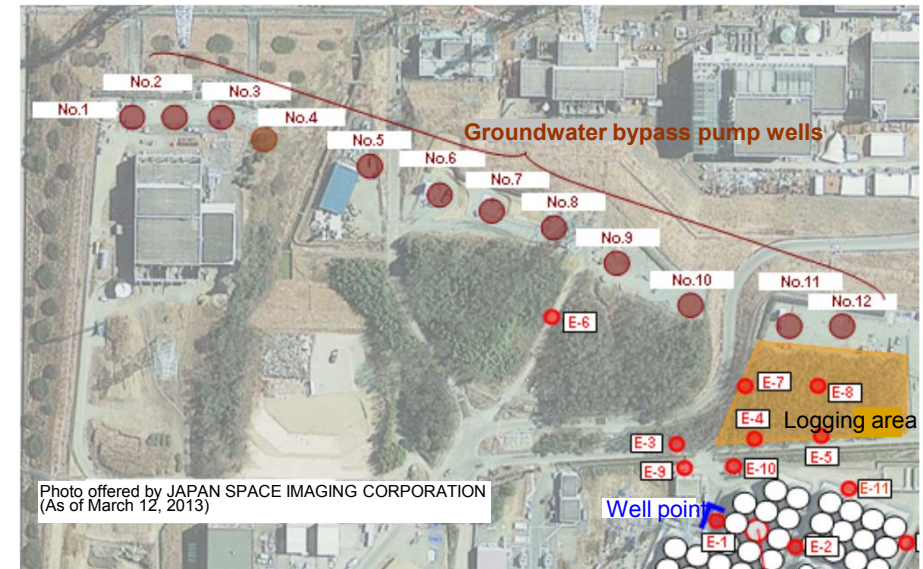 No.2
No.1
No.3
No.4
No.5
Groundwater bypass pump wells
No.6
No.7
No.8
No.9
No.10
No.11
No.12
E-6
E-7
E-8
E-4
Logging area
E-3
E-5
E-9
E-10
E-11
Photo offered by JAPAN SPACE IMAGING CORPORATION
(As of March 12, 2013)
Well point
E-1
E-2